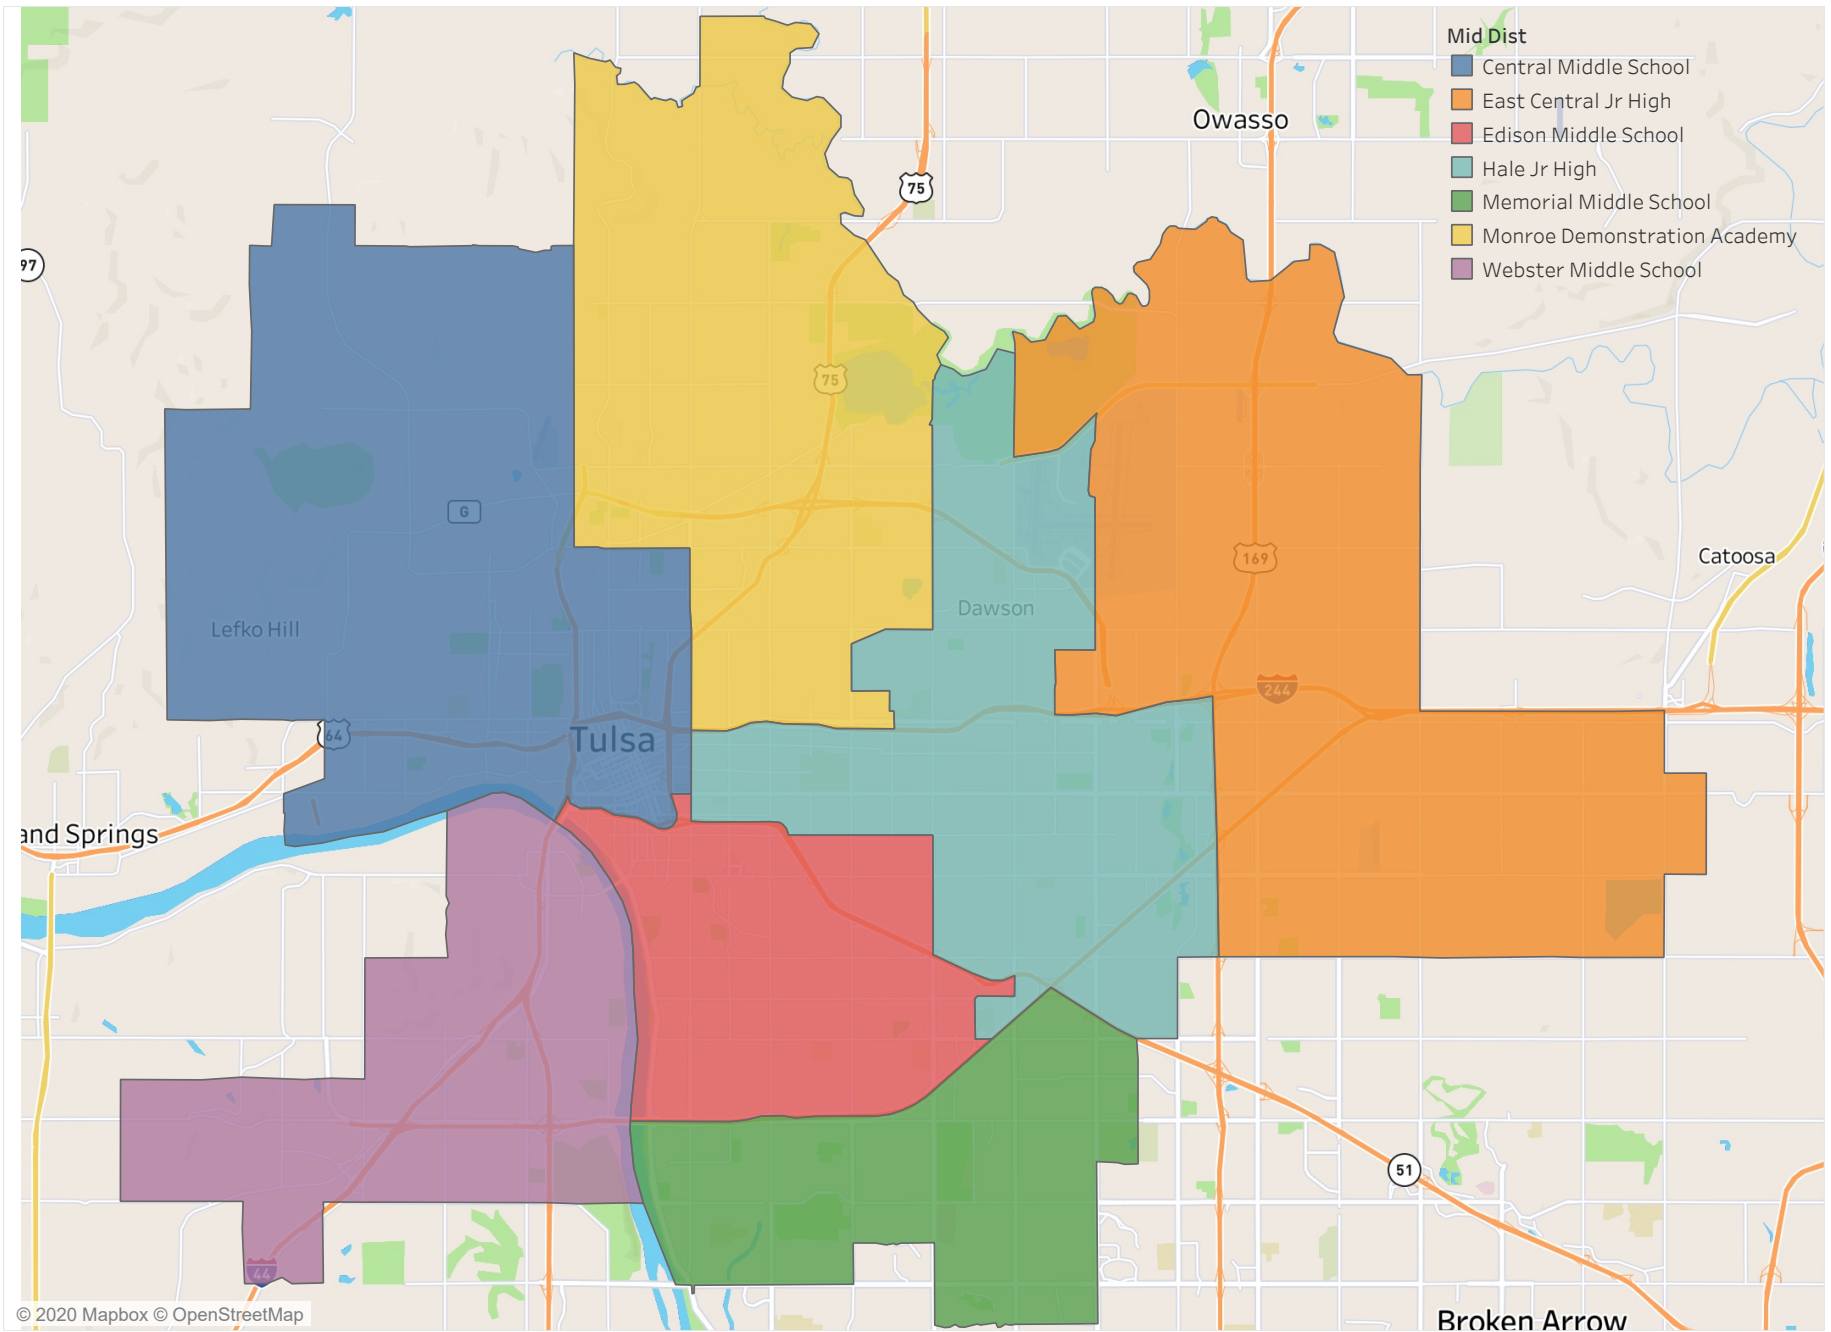 Mid Dist
Central Middle School
East Central Jr High
Edison Middle School
Hale Jr High
Memorial Middle School
Monroe Demonstration Academy
Webster Middle School
Owasso
75
97
75
G
169
Catoosa
Dawson
Lefko Hill
244
64
Tulsa
and Springs
51
44
© 2020 Mapbox © OpenStreetMap
Broken Arrow